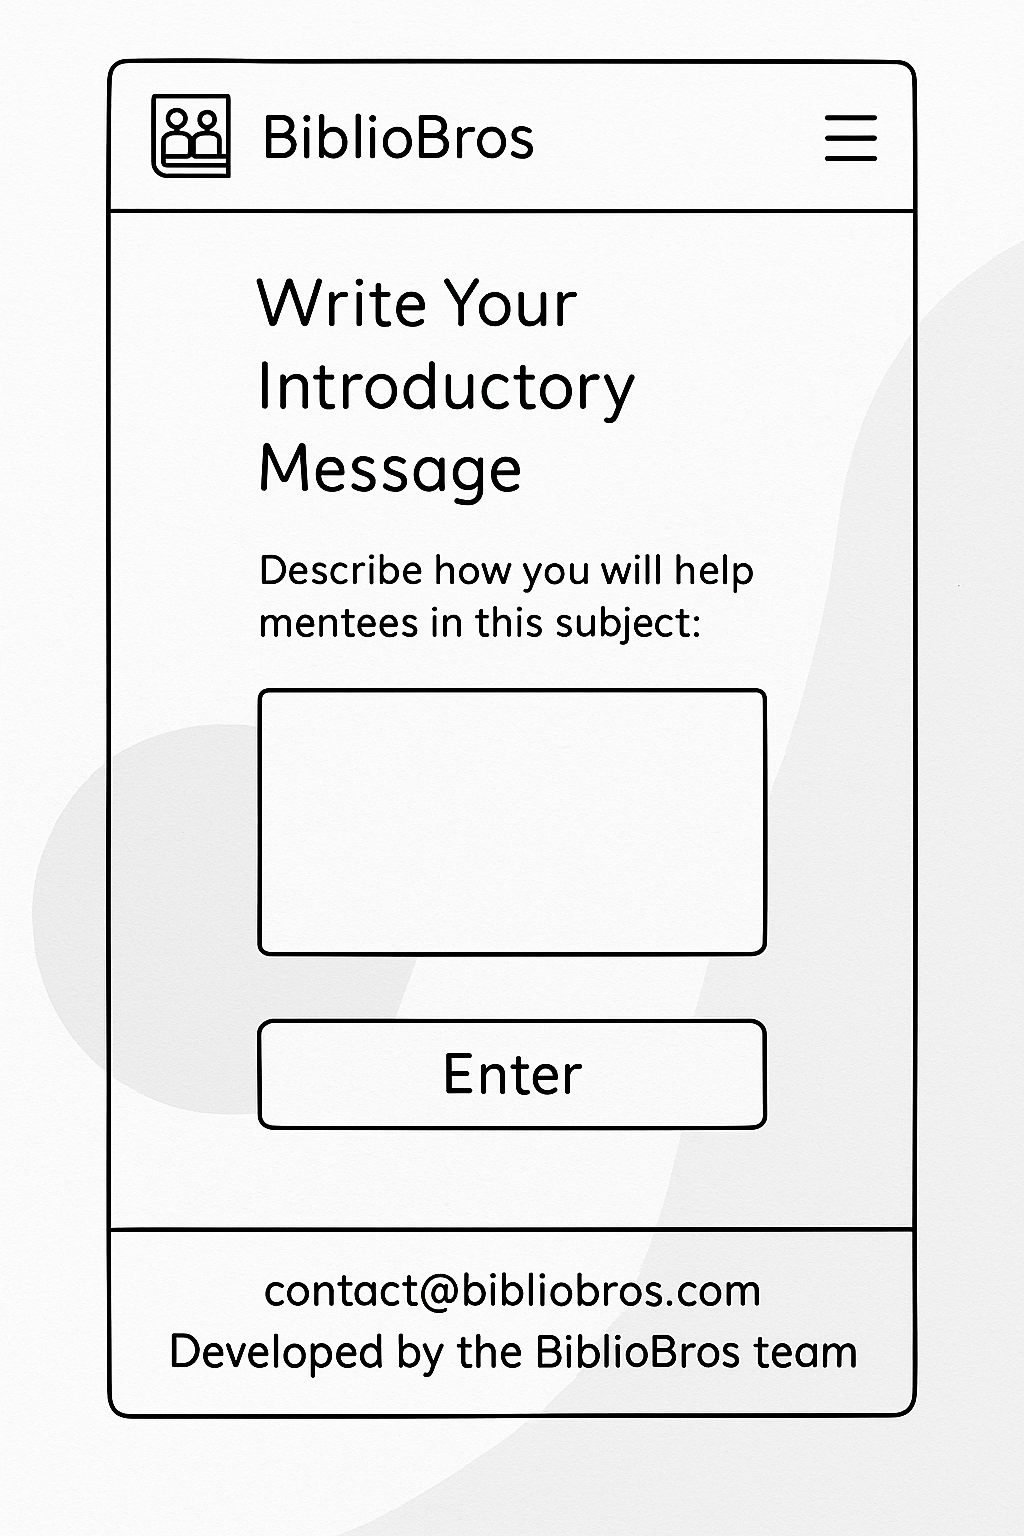 BiblioBros
Write Your
Introductory
Message
Describe how you will help
mentees in this subject:
Enter
contact@bibliobros.com
Developed by the BiblioBros team